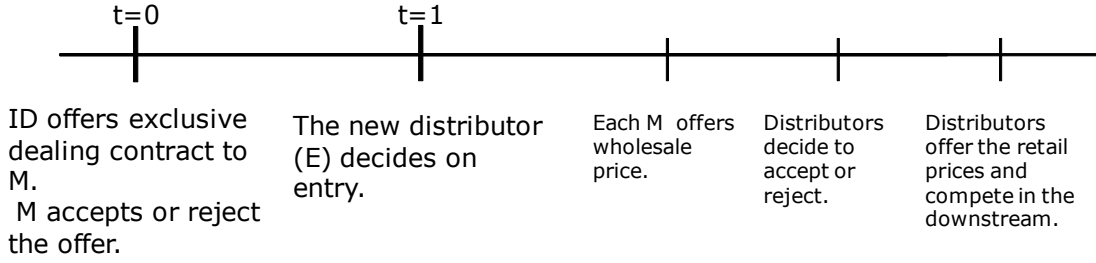 t=0
t=1
ID offers exclusive
dealing contract to
M.
M accepts or reject
the offer.
The new distributor
(E) decides on
entry.
Each M offers
wholesale
price.
Distributors
decide to
accept or
reject.
Distributors
offer the retail
prices and
compete in the
downstream.